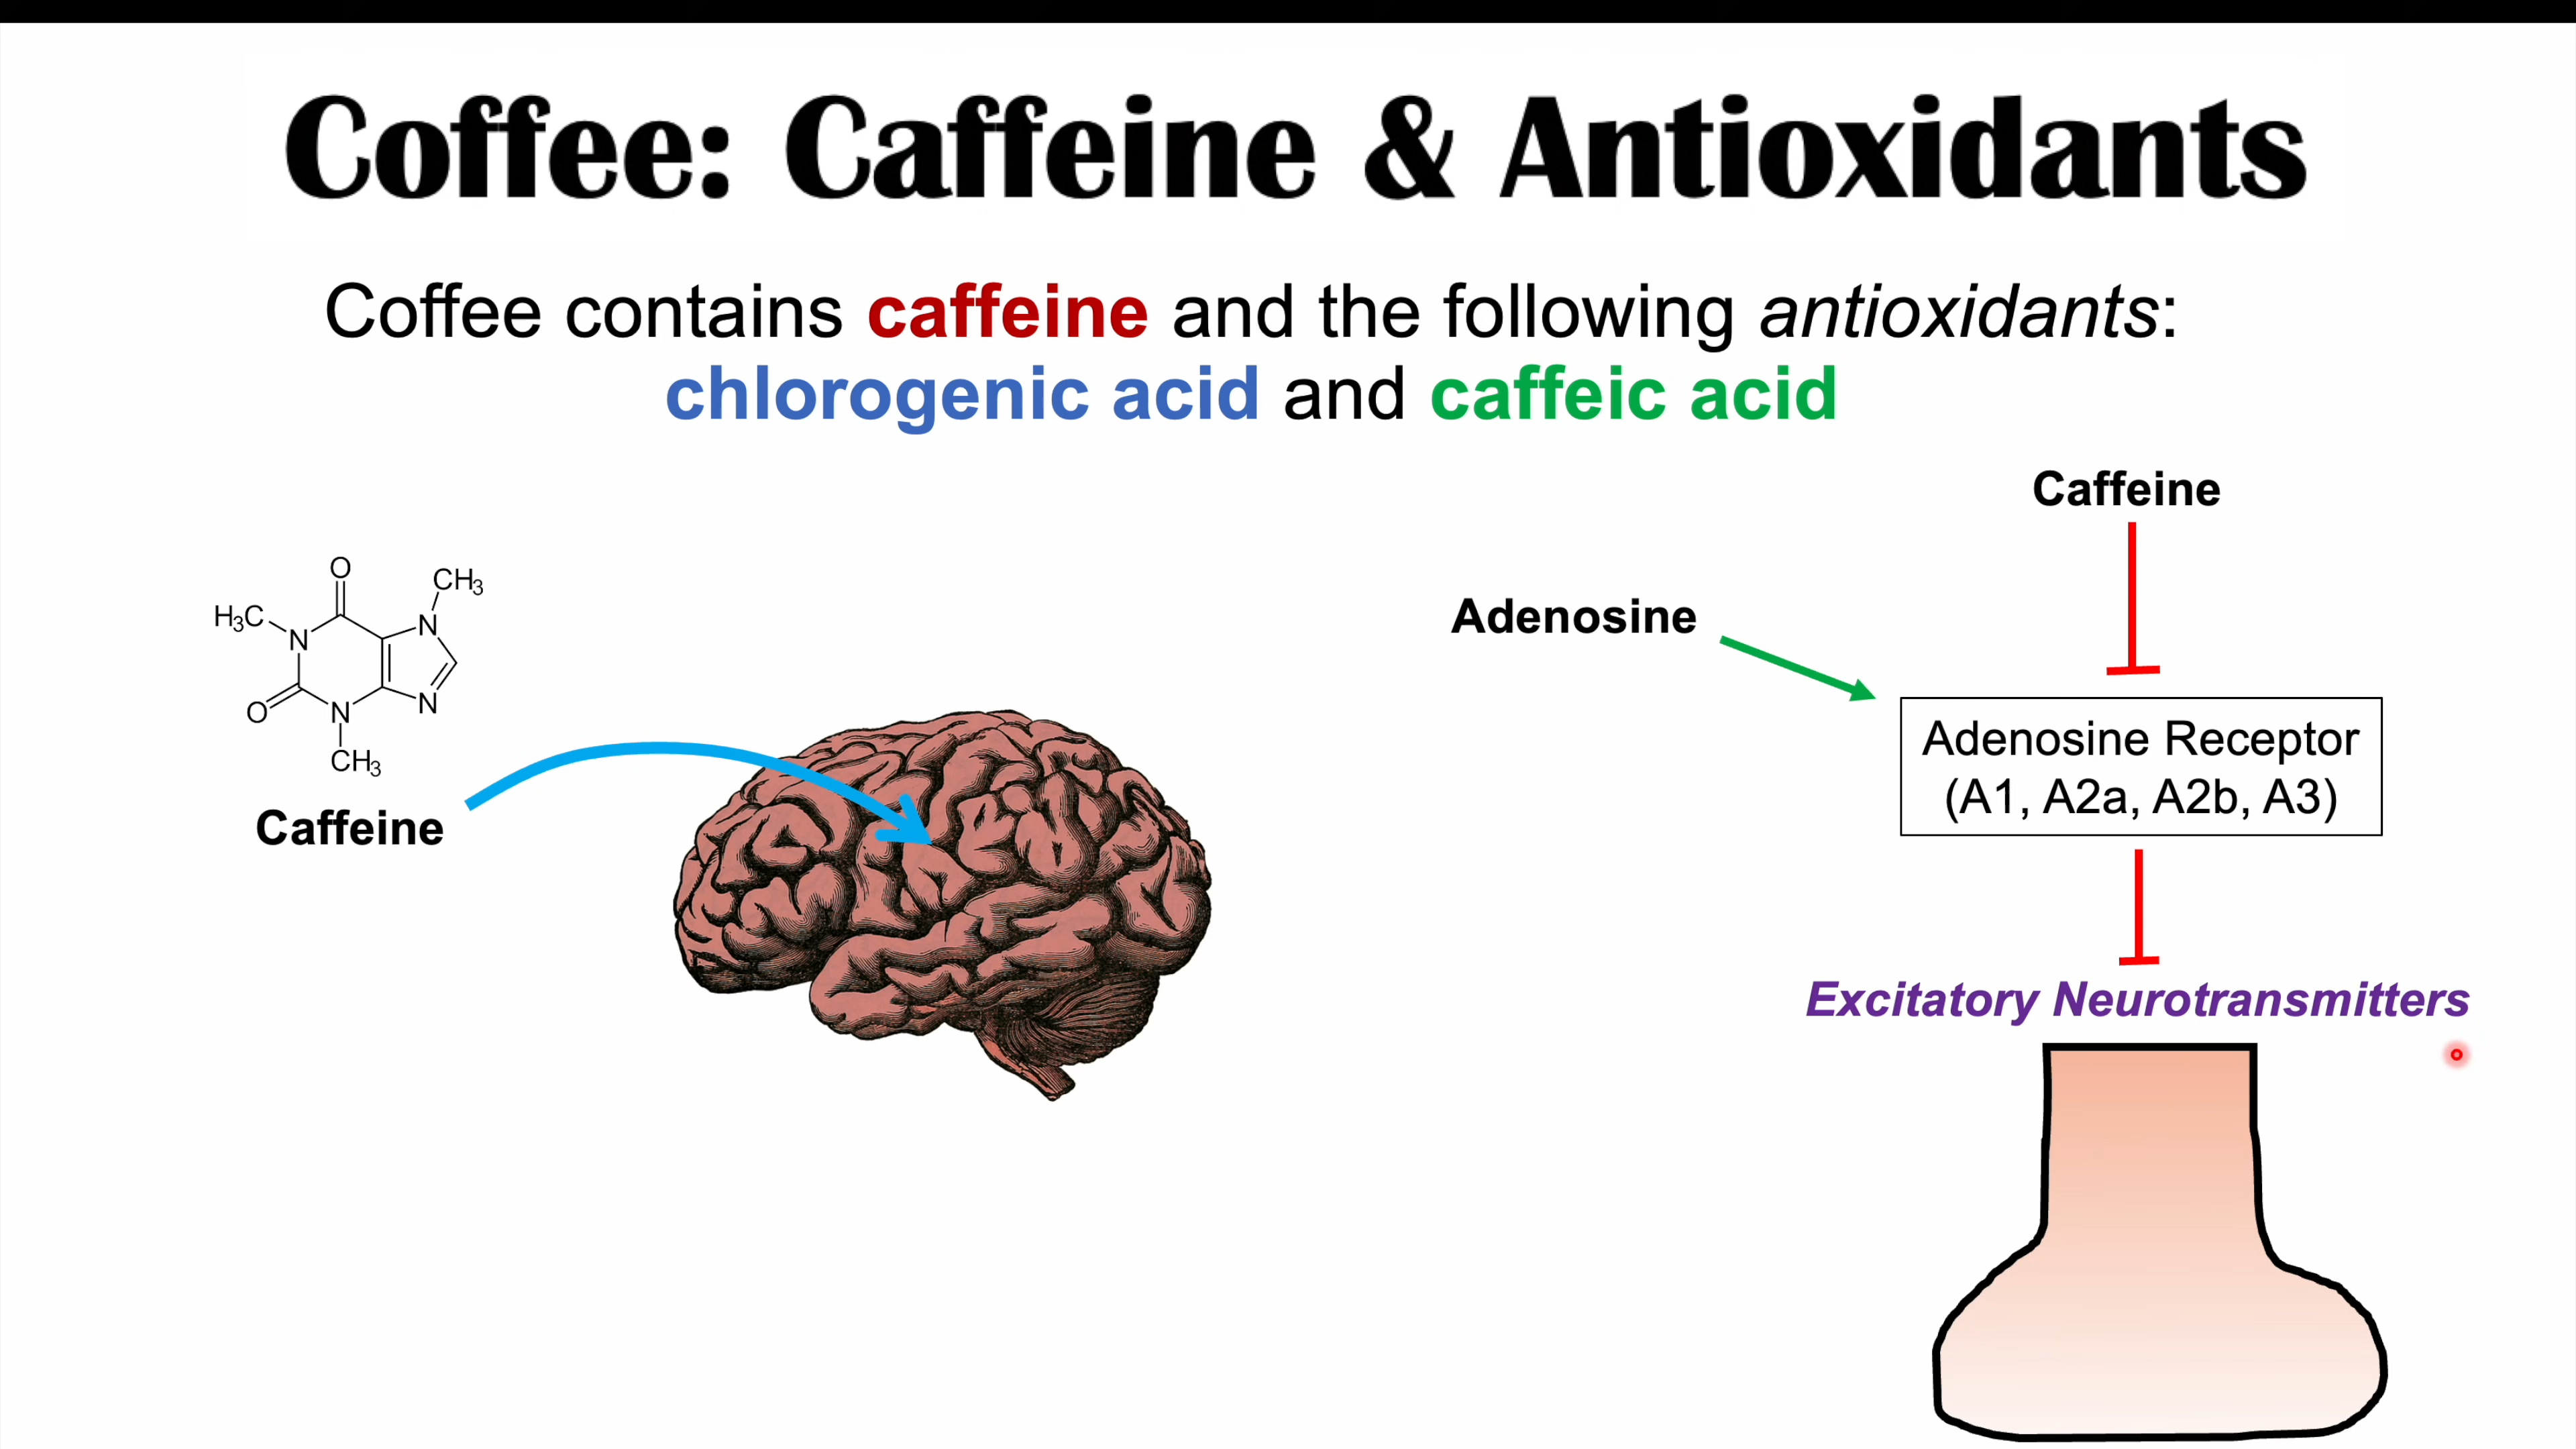 Coffee: Caffeine & Antioxidants
Coffee contains caffeine and the following antioxidants:
chlorogenic acid and caffeic acid
O
CH₃
H₃C
N
N
O
N
N
CH₃
Caffeine
Caffeine
Adenosine
Adenosine Receptor
(A1, A2a, A2b, A3)
Excitatory Neurotransmitters